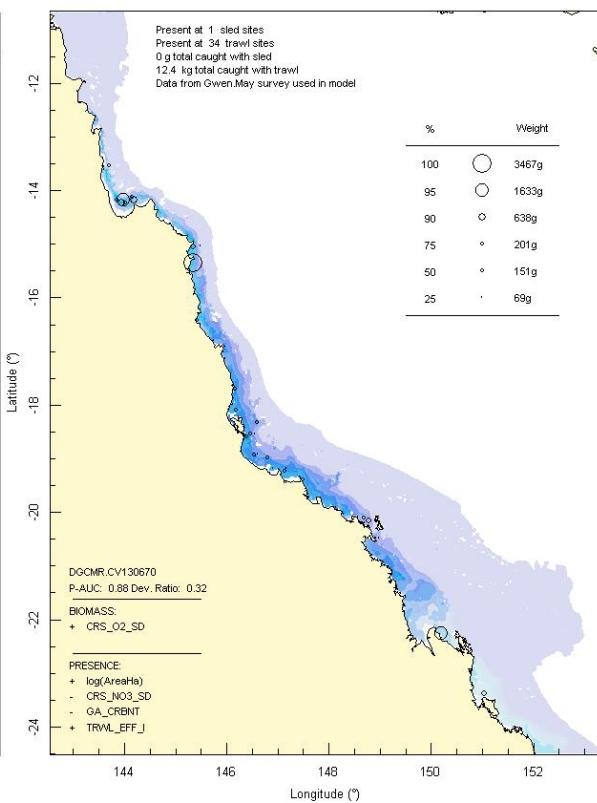 Present at 1 sled sites
Present at 34 trawl sites
0 g total caught with sled
12.4 kg total caught with trawl
Data from Gwen.May survey used in model
% Weight
100 3467g
95 1633g
90 638g
75 201g
50 151g
25 69g
-12
-14
-16
-18
-20
-22
-24
Latitude (°)
DGCMR.CV130670
P-AUC: 0.88 Dev. Ratio: 0.32
BIOMASS:
+ CRS_O2_SD
PRESENCE:
+ log(AreaHa)
- CRS_NO3_SD
- GA_CRBNT
+ TRWL_EFF_I
144 146 148 150 152
Longitude (°)